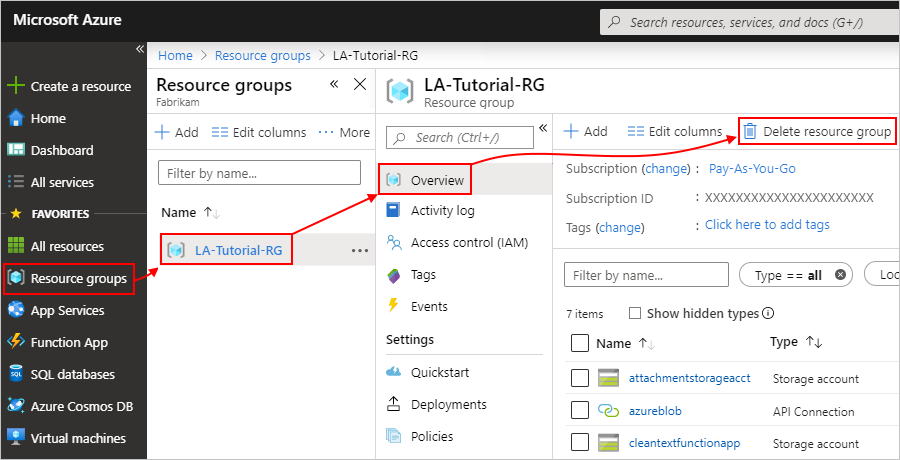 Microsoft Azure
Search resources, services, and docs (G+/)
«
Create a resource
Home
Dashboard
All services
FAVORITES
All resources
Resource groups
App Services
Function App
SQL databases
Azure Cosmos DB
Virtual machines
Home > Resource groups > LA-Tutorial-RG
Resource groups « ×
Fabrikam
+ Add Edit columns ··· More
Filter by name...
Name ↑↓
LA-Tutorial-RG ···
LA-Tutorial-RG
Resource group
Search (Ctrl+/) «
Overview
Activity log
Access control (IAM)
Tags
Events
Settings
Quickstart
Deployments
Policies
+ Add Edit columns Delete resource group
Subscription (change) : Pay-As-You-Go
Subscription ID : XXXXXXXXXXXXXXXXXXXXXX
Tags (change) : Click here to add tags
Filter by name... Type == all Loc
7 items Show hidden types
Name ↑↓ Type ↑↓
attachmentstorageacct Storage account
azureblob API Connection
cleantextfunctionapp Storage account